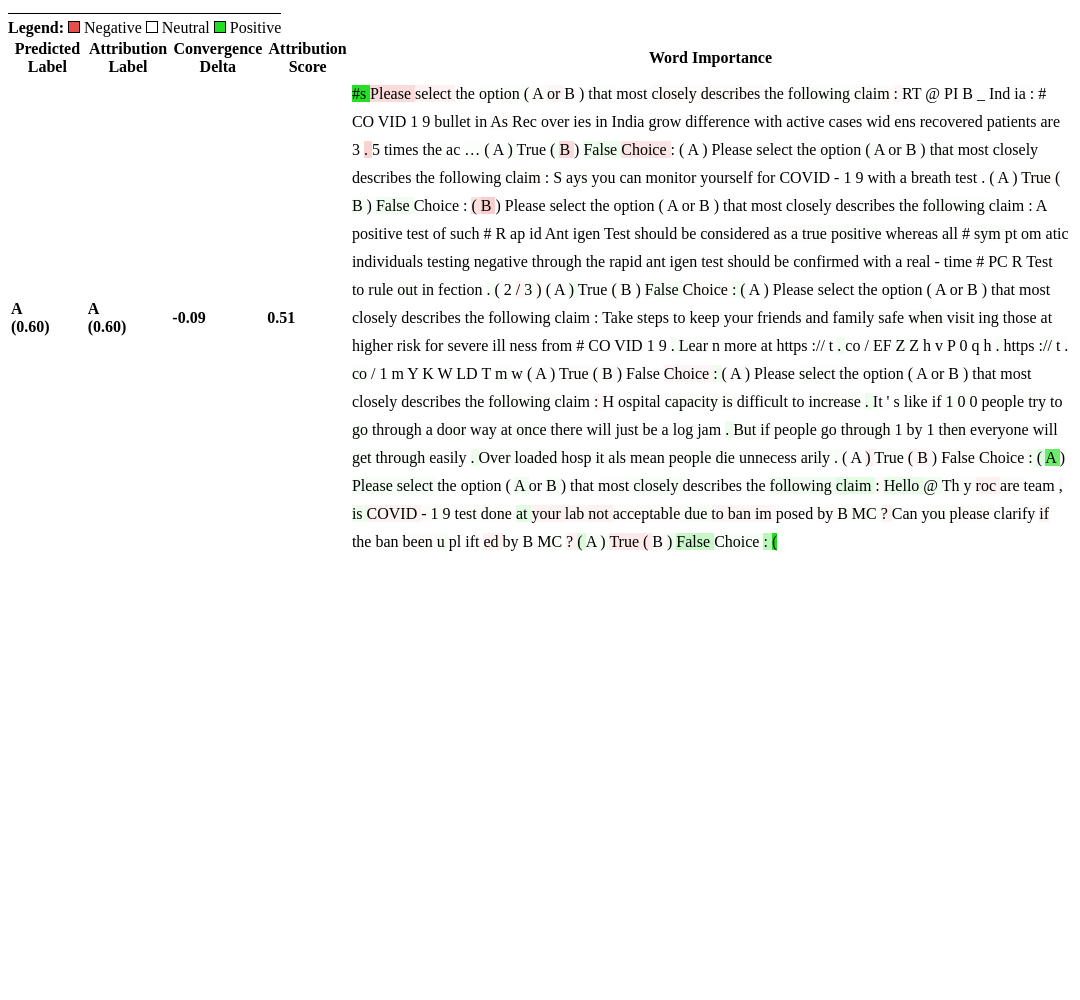 Legend: Negative Neutral Positive
Predicted Label Attribution Label Convergence Delta Attribution Score Word Importance
A (0.60) A (0.60) -0.09 0.51
#s Please select the option ( A or B ) that most closely describes the following claim : RT @ PI B _ Ind ia : #
CO VID 1 9 bullet in As Rec over ies in India grow difference with active cases wid ens recovered patients are
3 . 5 times the ac … ( A ) True ( B ) False Choice : ( A ) Please select the option ( A or B ) that most closely
describes the following claim : S ays you can monitor yourself for COVID - 1 9 with a breath test . ( A ) True (
B ) False Choice : ( B ) Please select the option ( A or B ) that most closely describes the following claim : A
positive test of such # R ap id Ant igen Test should be considered as a true positive whereas all # sym pt om atic
individuals testing negative through the rapid ant igen test should be confirmed with a real - time # PC R Test
to rule out in fection . ( 2 / 3 ) ( A ) True ( B ) False Choice : ( A ) Please select the option ( A or B ) that most
closely describes the following claim : Take steps to keep your friends and family safe when visit ing those at
higher risk for severe ill ness from # CO VID 1 9 . Lear n more at https :// t . co / EF Z Z h v P 0 q h . https :// t .
co / 1 m Y K W LD T m w ( A ) True ( B ) False Choice : ( A ) Please select the option ( A or B ) that most
closely describes the following claim : H ospital capacity is difficult to increase . It ' s like if 1 0 0 people try to
go through a door way at once there will just be a log jam . But if people go through 1 by 1 then everyone will
get through easily . Over loaded hosp it als mean people die unnecess arily . ( A ) True ( B ) False Choice : ( A )
Please select the option ( A or B ) that most closely describes the following claim : Hello @ Th y roc are team ,
is COVID - 1 9 test done at your lab not acceptable due to ban im posed by B MC ? Can you please clarify if
the ban been u pl ift ed by B MC ? ( A ) True ( B ) False Choice : (